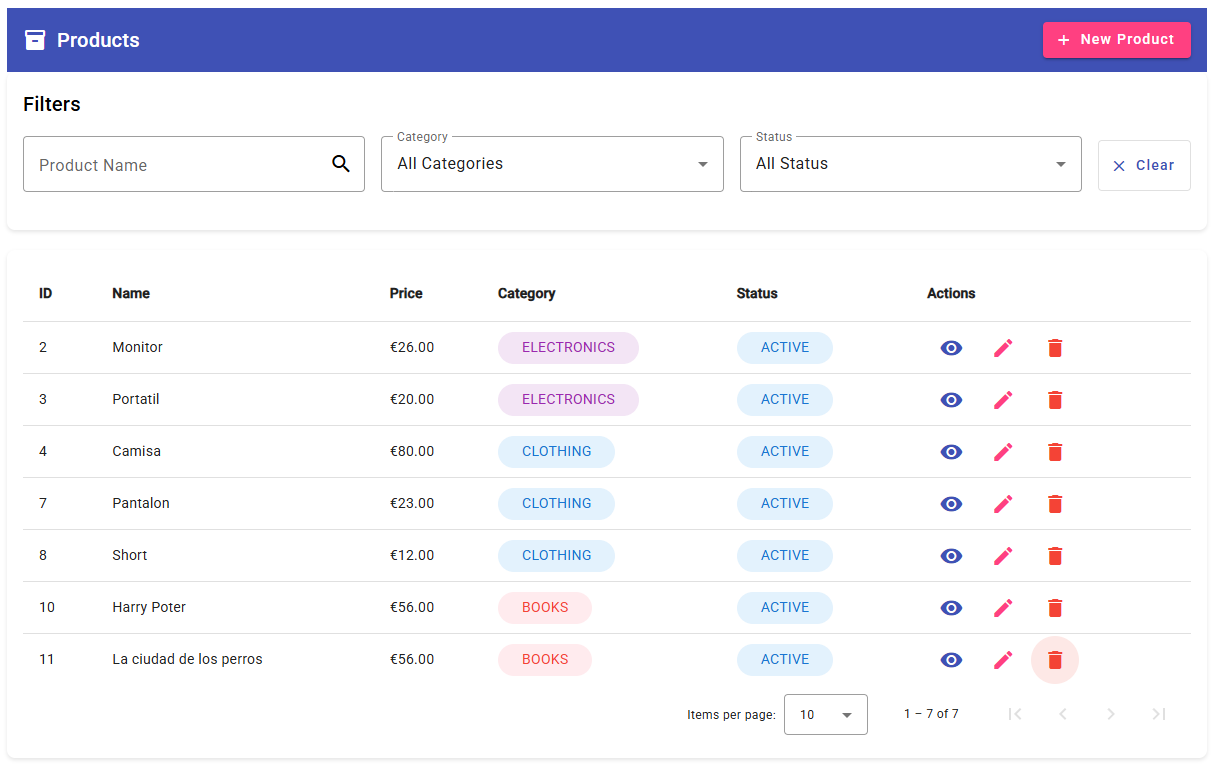 Products
+ New Product
Filters
Product Name
Category
All Categories
Status
All Status
Clear
ID Name Price Category Status Actions
2 Monitor €26.00 ELECTRONICS ACTIVE
3 Portatil €20.00 ELECTRONICS ACTIVE
4 Camisa €80.00 CLOTHING ACTIVE
7 Pantalon €23.00 CLOTHING ACTIVE
8 Short €12.00 CLOTHING ACTIVE
10 Harry Poter €56.00 BOOKS ACTIVE
11 La ciudad de los perros €56.00 BOOKS ACTIVE
Items per page: 10 1 – 7 of 7